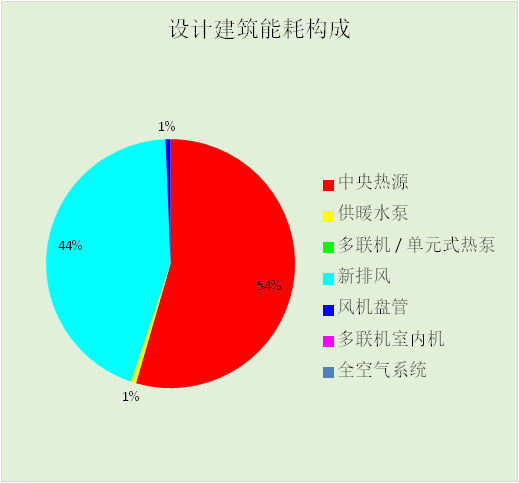 设计建筑能耗构成
1%
44%
54%
1%
中央热源
供暖水泵
多联机/单元式热泵
新排风
风机盘管
多联机室内机
全空气系统